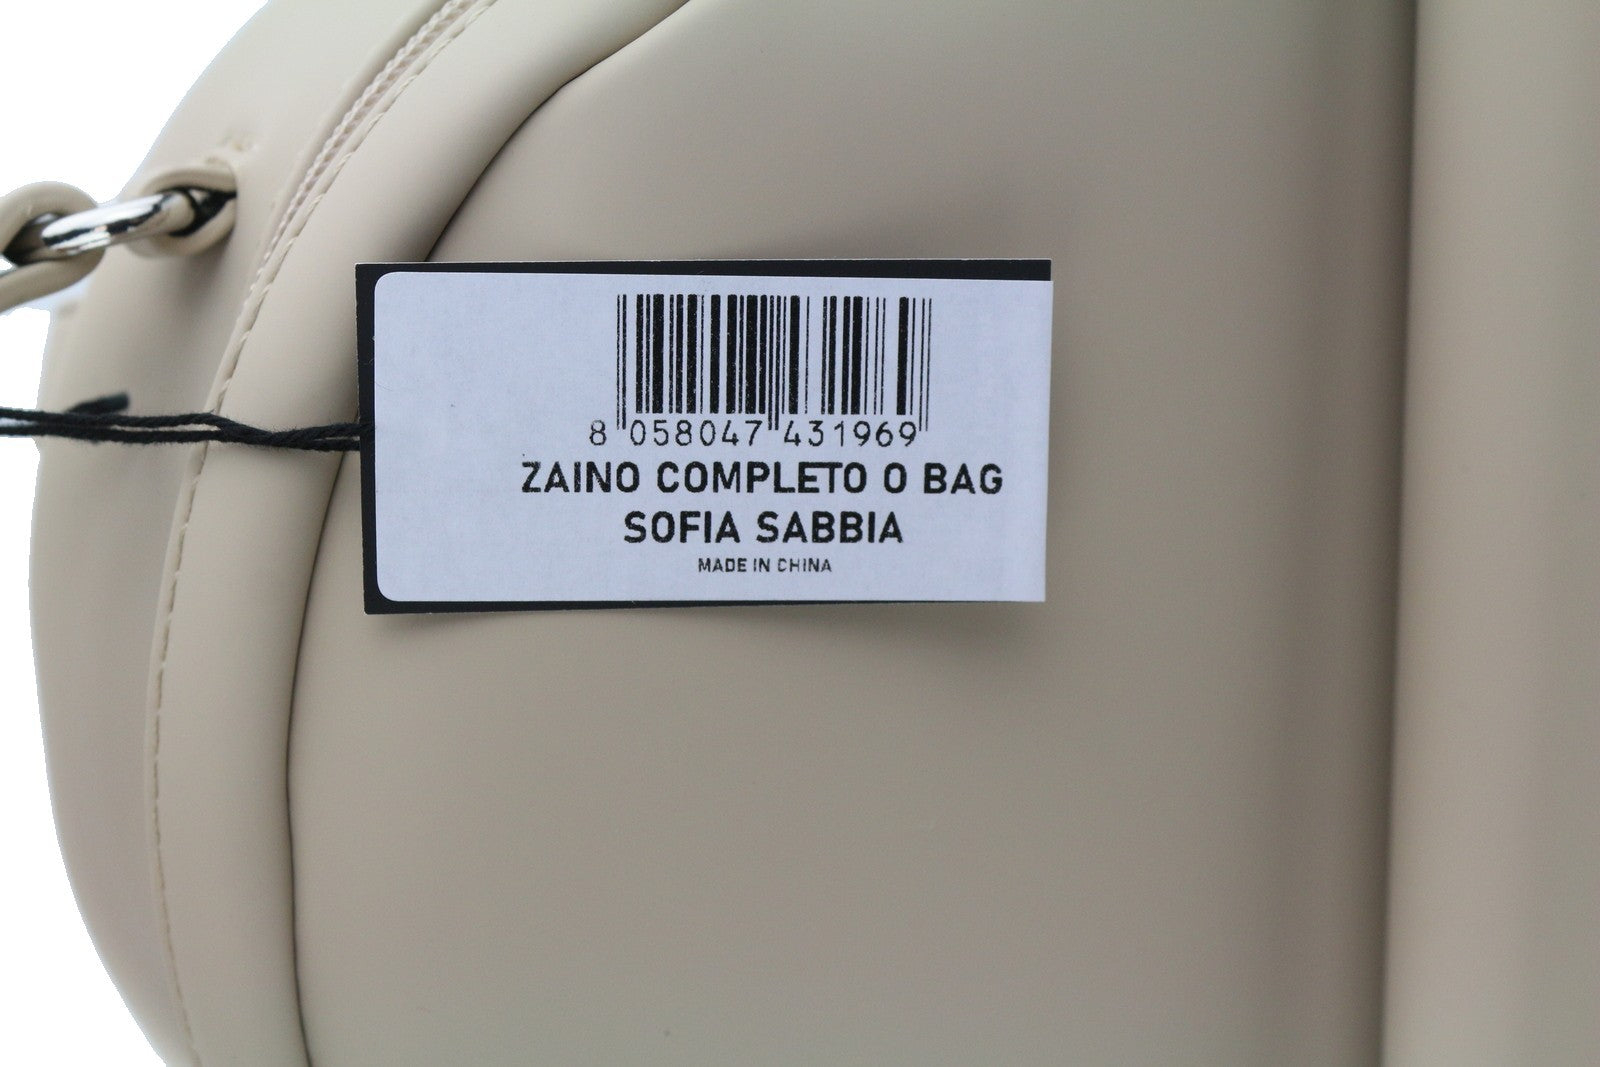 8 058047 431969
ZAINO COMPLETO O BAG
SOFIA SABBIA
MADE IN CHINA